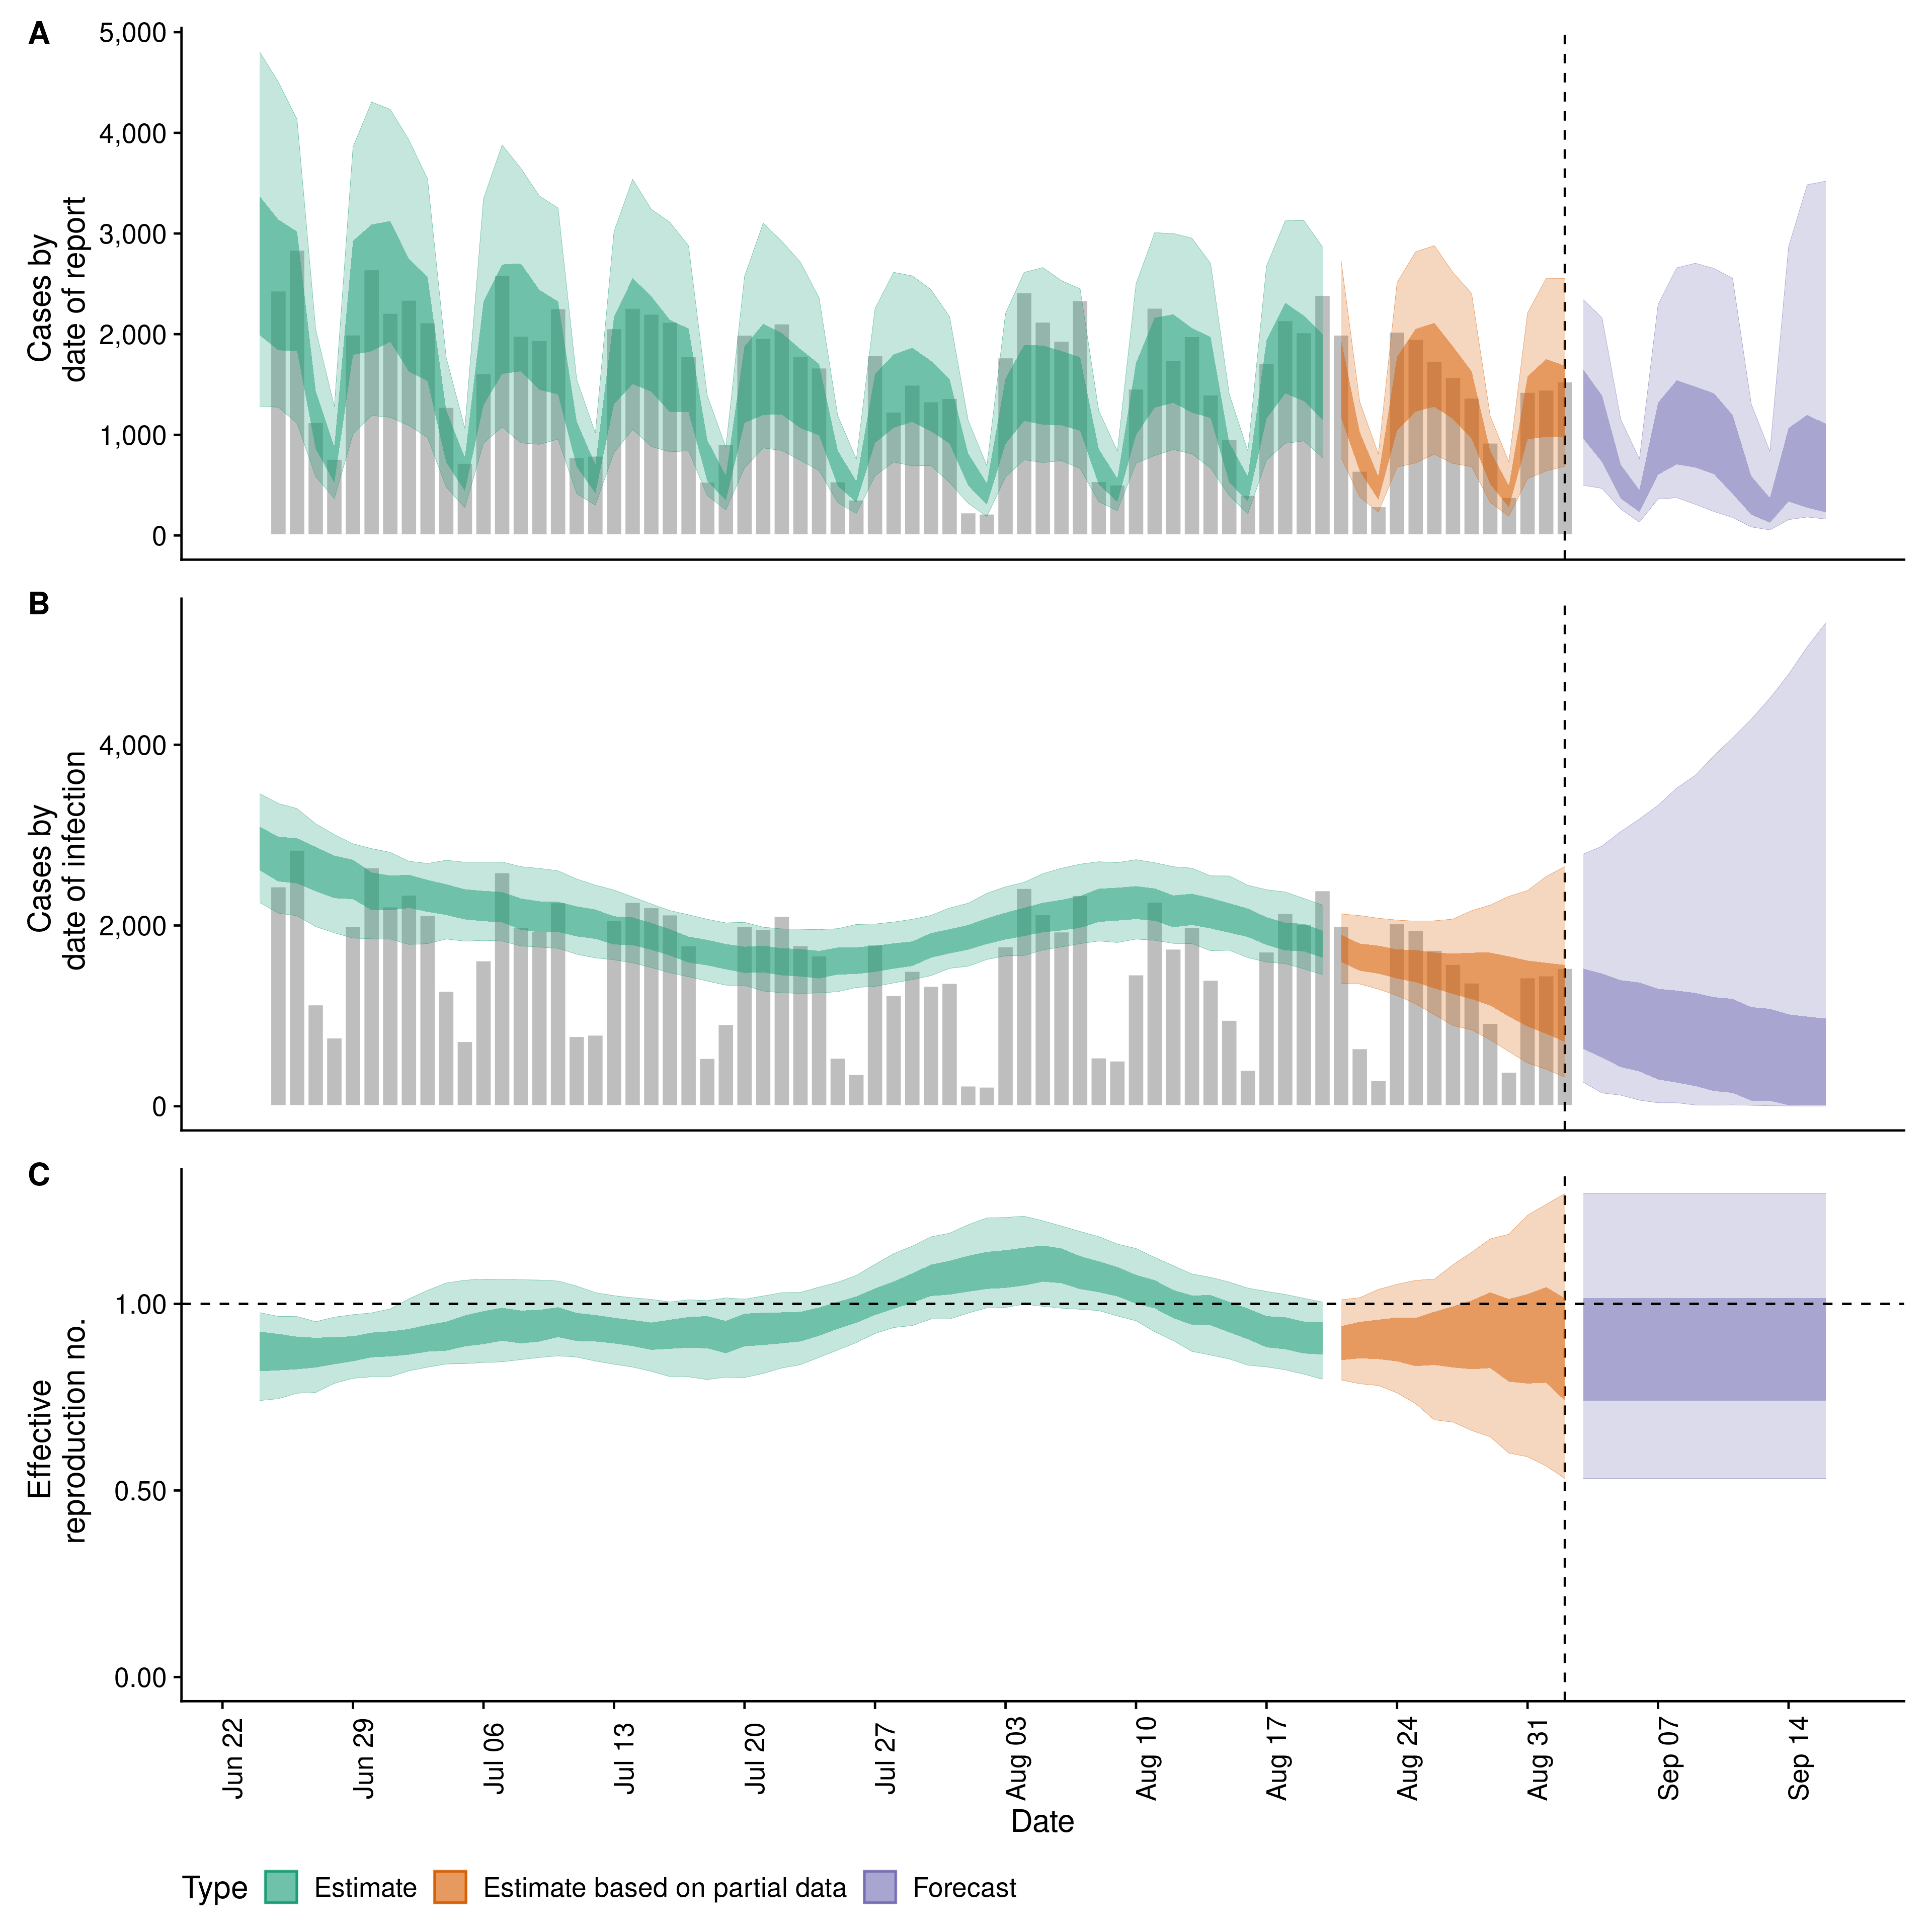 A
Cases by
date of report
5,000
4,000
3,000
2,000
1,000
0
B
Cases by
date of infection
4,000
2,000
0
C
Effective
reproduction no.
1.00
0.50
0.00
Jun 22
Jun 29
Jul 06
Jul 13
Jul 20
Jul 27
Aug 03
Aug 10
Aug 17
Aug 24
Aug 31
Sep 07
Sep 14
Date
Type Estimate Estimate based on partial data Forecast